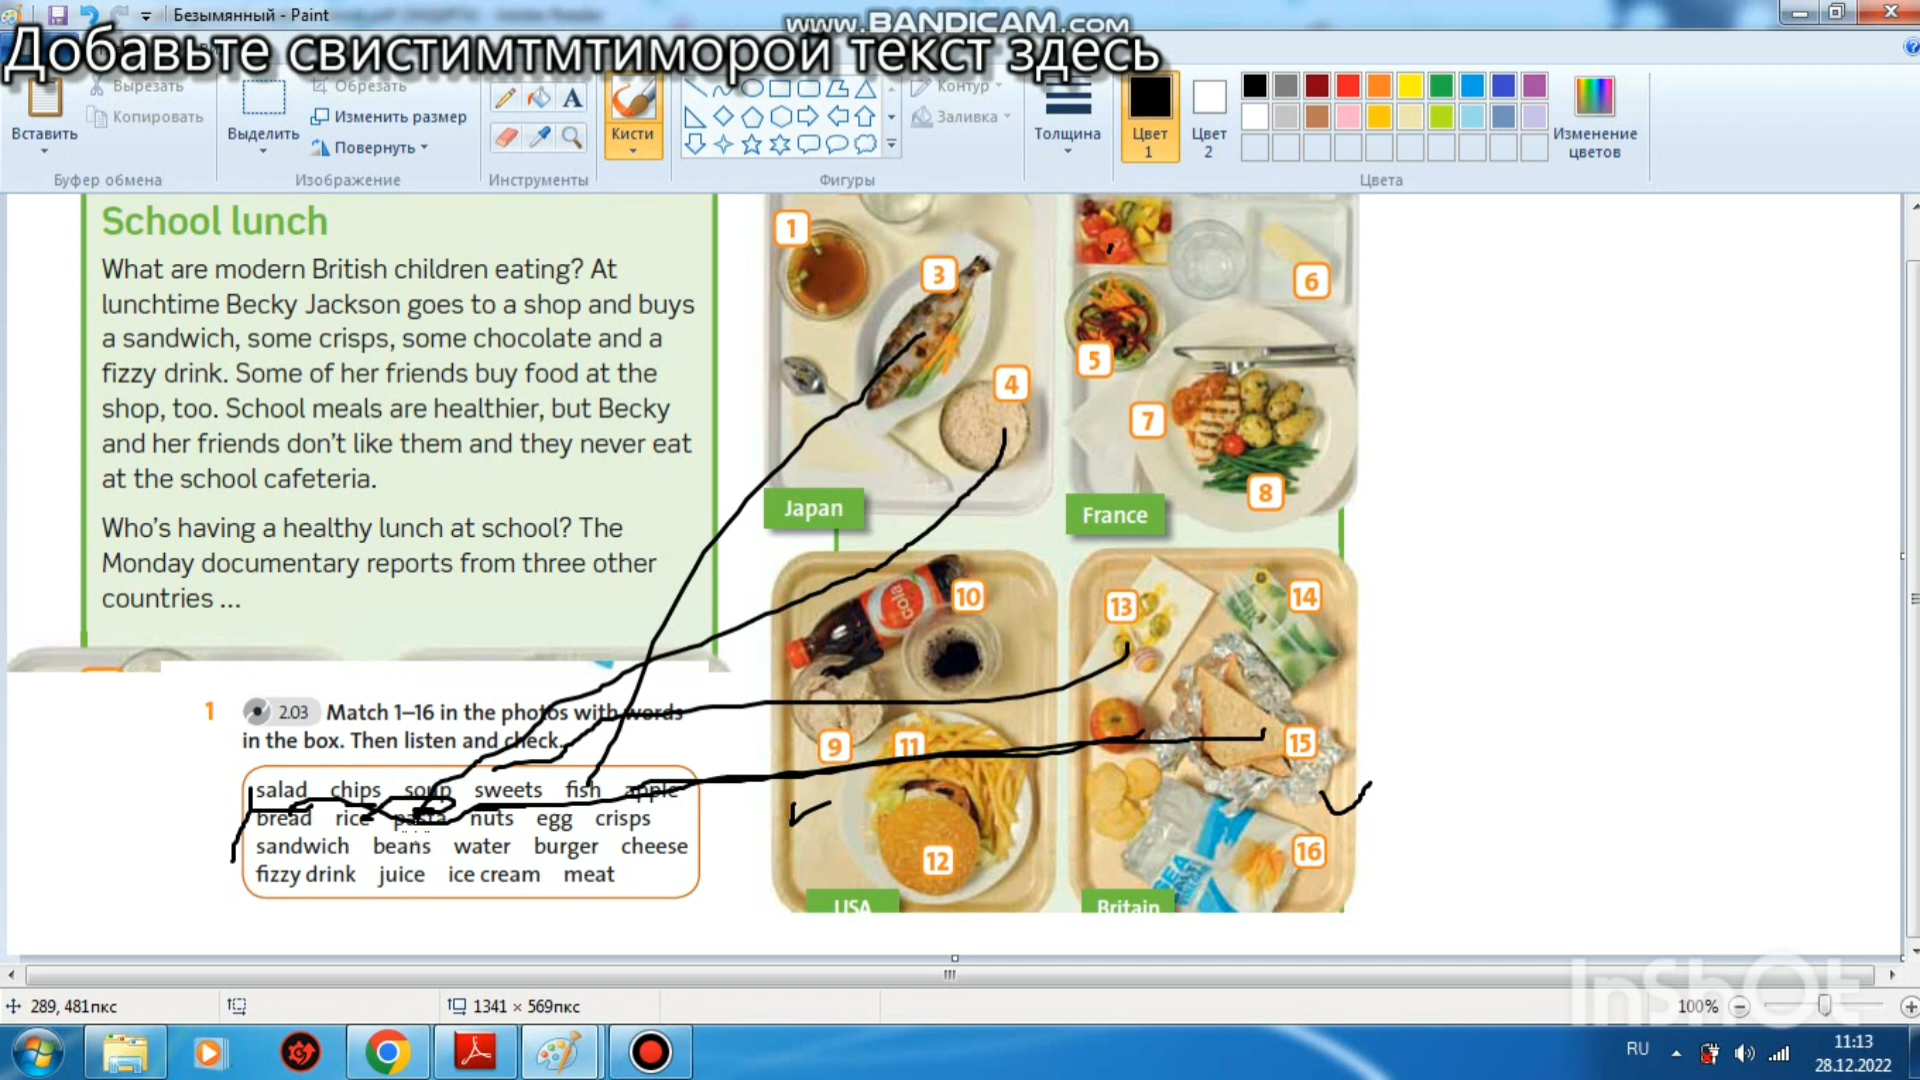 Безымянный - Paint
www.BANDICAM.com
Добавьте свистимтмтиморой текст здесь
Вставить
Вырезать
Копировать
Буфер обмена
Выделить
Обрезать
Изменить размер
Повернуть
Изображение
Инструменты
Кисти
Фигуры
Контур
Заливка
Толщина
Цвет 1
Цвет 2
Изменение цветов
Цвета
School lunch
What are modern British children eating? At
lunchtime Becky Jackson goes to a shop and buys
a sandwich, some crisps, some chocolate and a
fizzy drink. Some of her friends buy food at the
shop, too. School meals are healthier, but Becky
and her friends don't like them and they never eat
at the school cafeteria.
Who's having a healthy lunch at school? The
Monday documentary reports from three other
countries ...
1 2.03 Match 1–16 in the photos with words
in the box. Then listen and check.
salad chips soup sweets fish apple
bread rice pasta nuts egg crisps
sandwich beans water burger cheese
fizzy drink juice ice cream meat
1
3
4
Japan
5
6
7
8
France
cola
10
9
11
12
USA
13
14
15
16
SEA
Britain
InShOt
289, 481пкс
1341 × 569пкс
100%
RU
11:13
28.12.2022